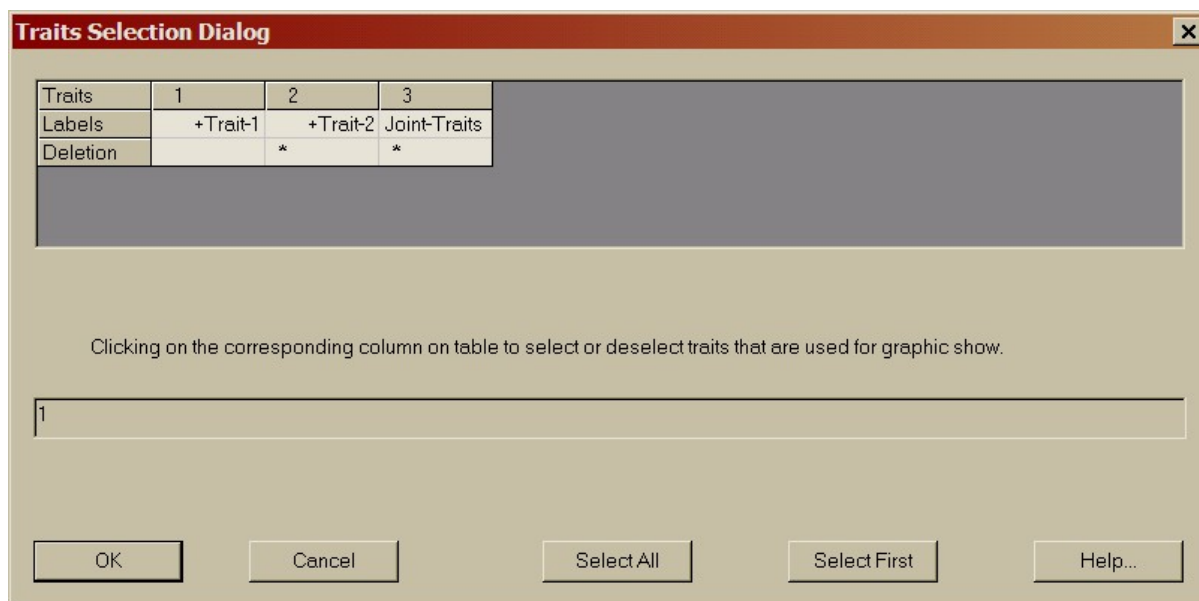 Traits Selection Dialog
Traits 1 2 3
Labels +Trait-1 +Trait-2 Joint-Traits
Deletion * *
Clicking on the corresponding column on table to select or deselect traits that are used for graphic show.
1
OK Cancel Select All Select First Help...